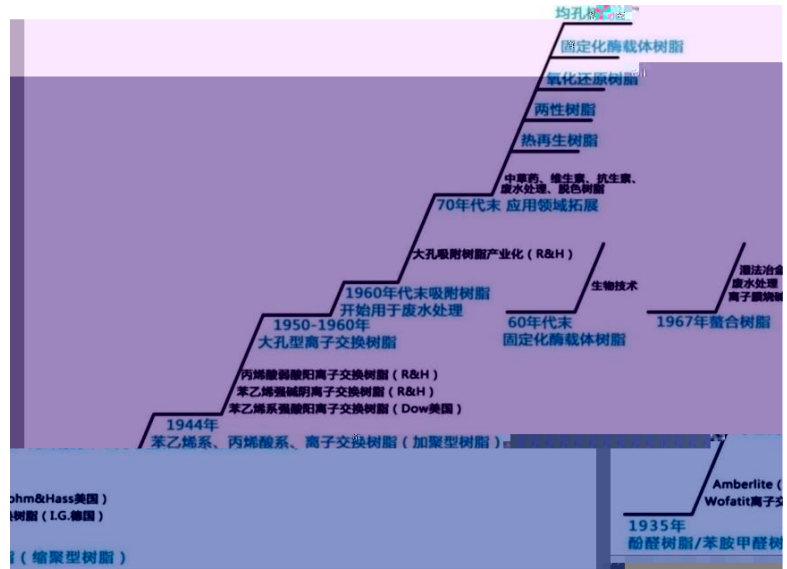 均孔
固定化酶载体树脂
氧化还原树脂
两性树脂
热再生树脂
中草药、维生素、抗生素、
废水处理、脱色树脂
70年代末 应用领域拓展
大孔吸附树脂产业化（R&H）
1960年代末吸附树脂
开始用于废水处理
生物技术
60年代末
固定化酶载体树脂
湿法冶金
废水处理
离子膜烧碱
1967年螯合树脂
1950-1960年
大孔型离子交换树脂
丙烯酸弱酸阳离子交换树脂（R&H）
苯乙烯强碱阴离子交换树脂（R&H）
苯乙烯系强酸阳离子交换树脂（Dow美国）
1944年
苯乙烯系、丙烯酸系、离子交换树脂（加聚型树脂）
ohm&Hass美国）
树脂（I.G.德国）
（缩聚型树脂）
Amberlite（
Wofatit离子交
1935年
酚醛树脂/苯胺甲醛树